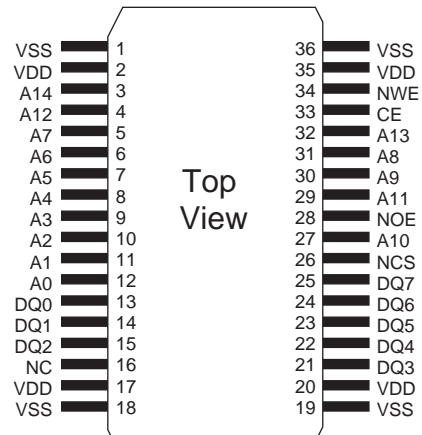 VSS 1 36 VSS
VDD 2 35 VDD
A14 3 34 NWE
A12 4 33 CE
A7 5 32 A13
A6 6 31 A8
A5 7 30 A9
A4 8 29 A11
A3 9 28 NOE
A2 10 27 A10
A1 11 26 NCS
A0 12 25 DQ7
DQ0 13 24 DQ6
DQ1 14 23 DQ5
DQ2 15 22 DQ4
NC 16 21 DQ3
VDD 17 20 VDD
VSS 18 19 VSS
Top
View